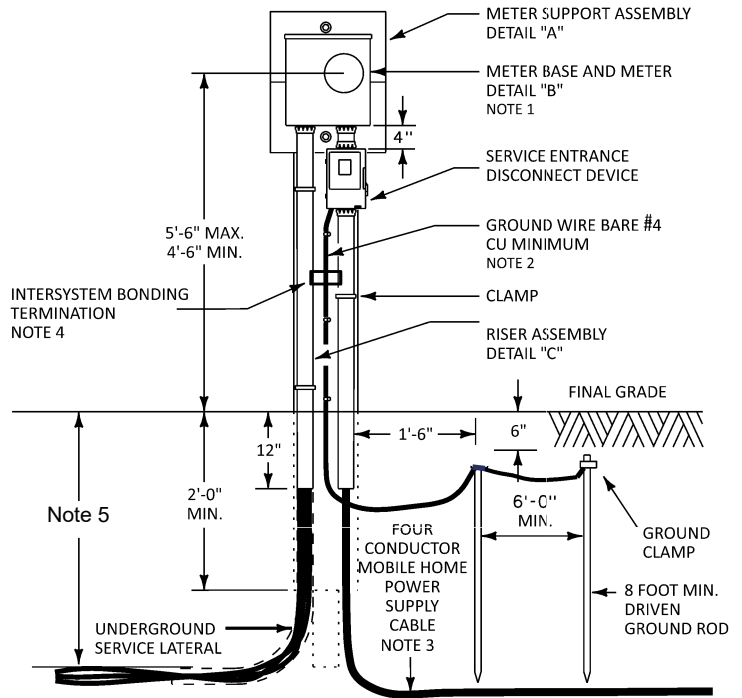 METER SUPPORT ASSEMBLY
DETAIL "A"
METER BASE AND METER
DETAIL "B"
NOTE 1
4"
SERVICE ENTRANCE
DISCONNECT DEVICE
5'-6" MAX.
4'-6" MIN.
GROUND WIRE BARE #4
CU MINIMUM
NOTE 2
INTERSYSTEM BONDING
TERMINATION
NOTE 4
CLAMP
RISER ASSEMBLY
DETAIL "C"
FINAL GRADE
12"
1'-6"
6"
2'-0"
MIN.
Note 5
6'-0"
MIN.
FOUR
CONDUCTOR
MOBILE HOME
POWER
SUPPLY
CABLE
NOTE 3
GROUND
CLAMP
8 FOOT MIN.
DRIVEN
GROUND ROD
UNDERGROUND
SERVICE LATERAL